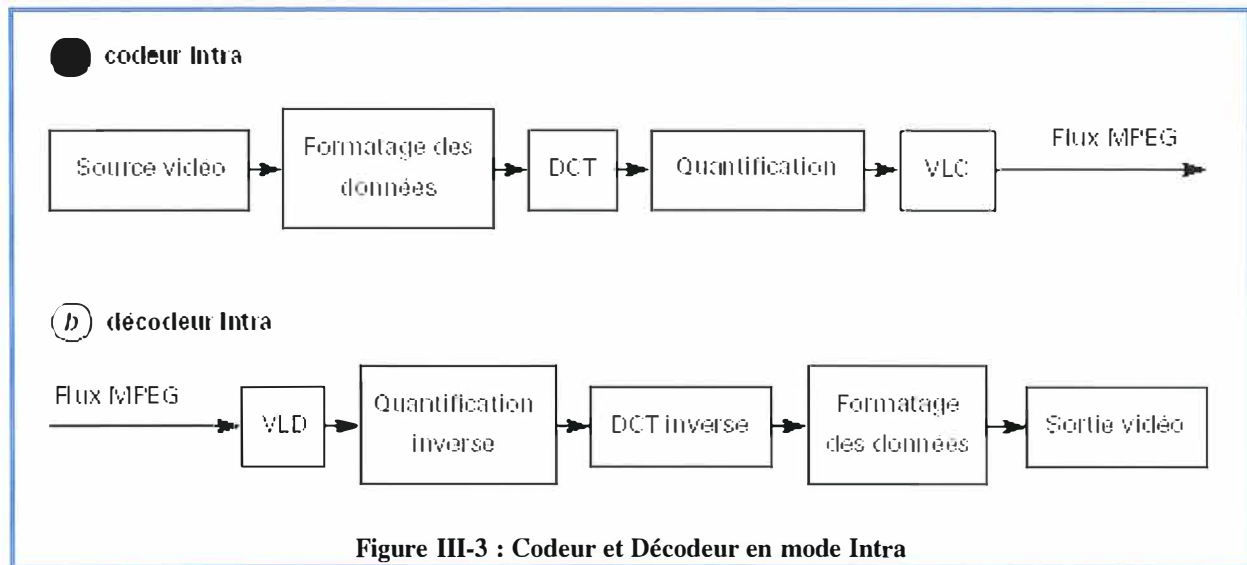 codeur Intra
Source vidéo
Formatage des
données
DCT
Quantification
VLC
Flux MPEG
b décodeur Intra
Flux MPEG
VLD
Quantification
inverse
DCT inverse
Formatage
des données
Sortie vidéo
Figure III-3 : Codeur et Décodeur en mode Intra